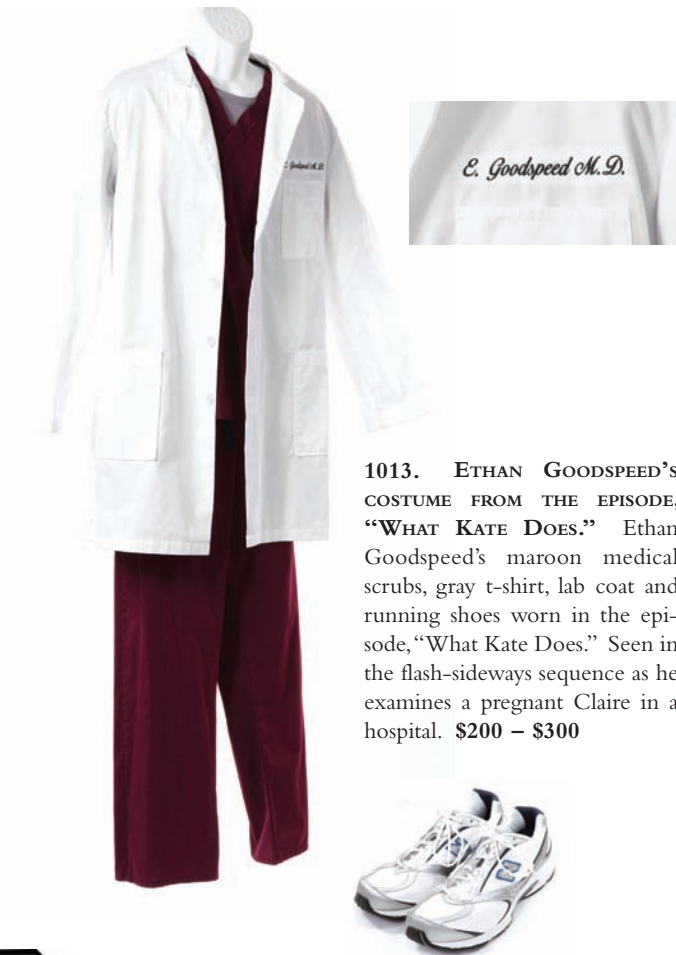 E. Goodspeed M.D.
E. Goodspeed M.D.
1013. ETHAN GOODSPEED'S
COSTUME FROM THE EPISODE,
“WHAT KATE DOES.” Ethan
Goodspeed's maroon medical
scrubs, gray t-shirt, lab coat and
running shoes worn in the epi-
sode, “What Kate Does.” Seen in
the flash-sideways sequence as he
examines a pregnant Claire in a
hospital. $200 – $300